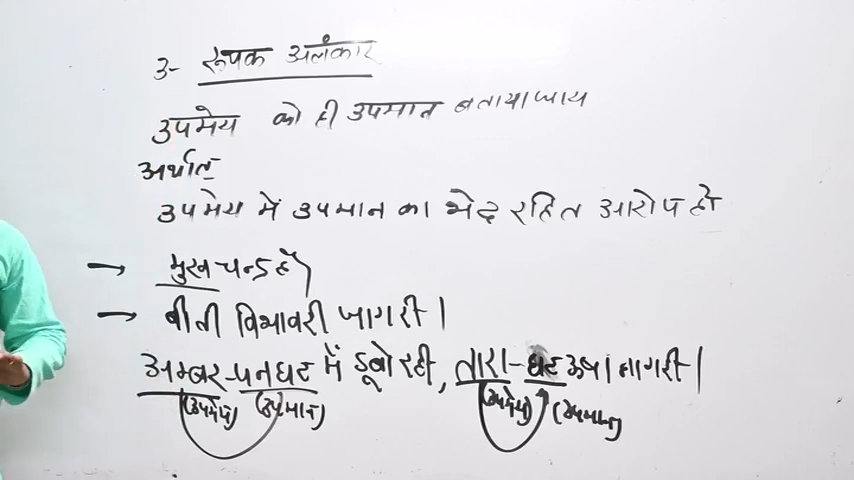 3- रूपक अलंकार
उपमेय को ही उपमान बताया जाय
अर्थात्
उपमेय में उपमान का भेद रहित आरोप हो
→ मुख चन्द्र है|
→ बीती विभावरी जागरी|
अम्बर-पनघट में डूबो रही, तारा-घट ऊषा नागरी|
(उपमेय) (उपमान) (उपमेय) (उपमान)